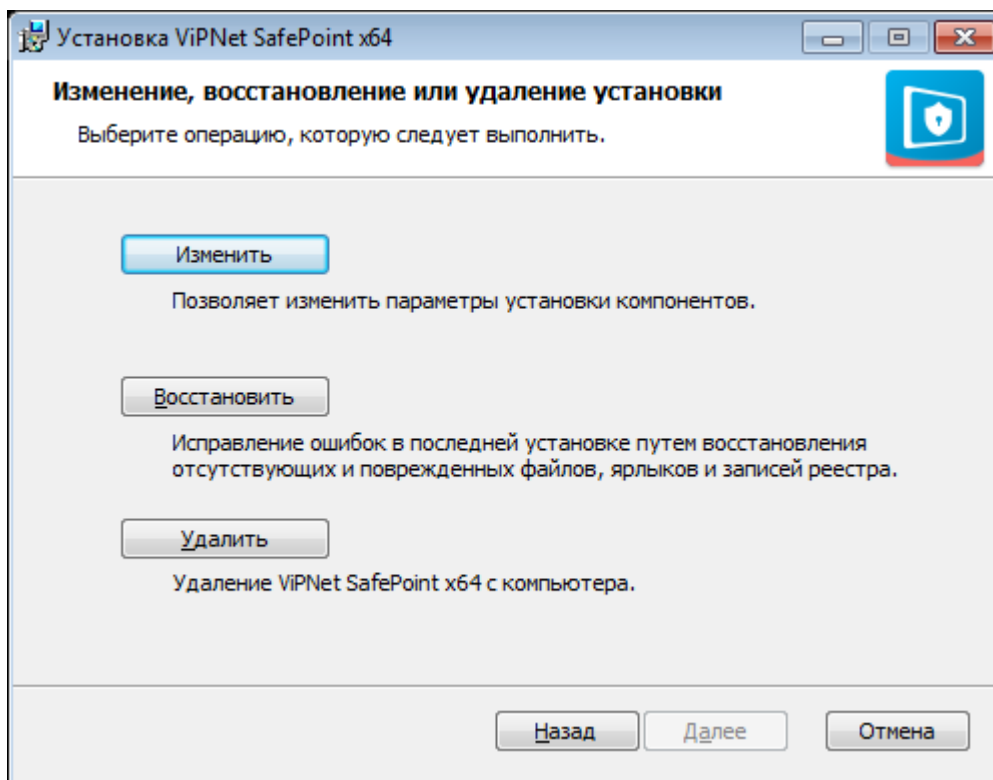 Установка ViPNet SafePoint x64
Изменение, восстановление или удаление установки
Выберите операцию, которую следует выполнить.
Изменить
Позволяет изменить параметры установки компонентов.
Восстановить
Исправление ошибок в последней установке путем восстановления
отсутствующих и поврежденных файлов, ярлыков и записей реестра.
Удалить
Удаление ViPNet SafePoint x64 с компьютера.
Назад Далее Отмена